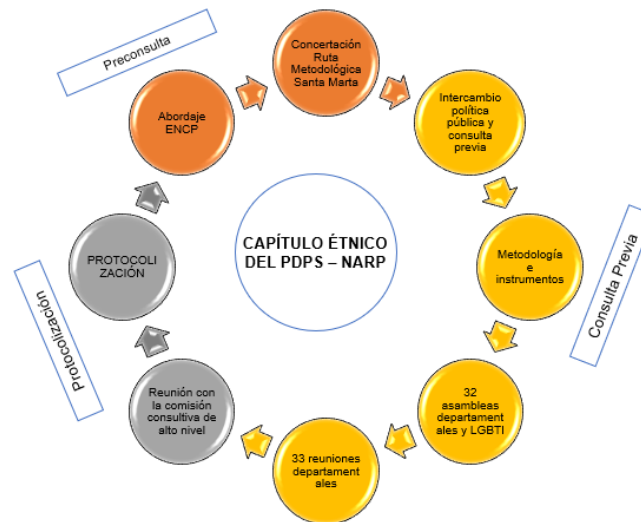 Preconsulta
Concertación
Ruta
Metodológica
Santa Marta
Abordaje
ENCP
Intercambio
política
pública y
consulta
previa
CAPÍTULO ÉTNICO
DEL PDPS – NARP
Metodología
e
instrumentos
Consulta Previa
32
asambleas
departament
ales y LGBTI
33 reuniones
departament
ales
Reunión con
la comisión
consultiva de
alto nivel
PROTOCOLI
ZACIÓN
Protocolización